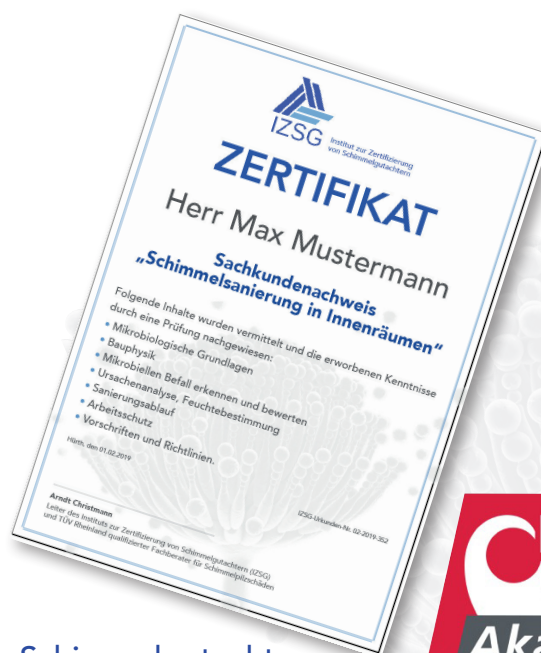 IZSG
Institut zur Zertifizierung
von Schimmelgutachtern
ZERTIFIKAT
Herr Max Mustermann
Sachkundenachweis
„Schimmelsanierung in Innenräumen“
Folgende Inhalte wurden vermittelt und die erworbenen Kenntnisse
durch eine Prüfung nachgewiesen:
• Mikrobiologische Grundlagen
• Bauphysik
• Mikrobiellen Befall erkennen und bewerten
• Ursachenanalyse, Feuchtebestimmung
• Sanierungsablauf
• Arbeitsschutz
• Vorschriften und Richtlinien.
Hürth, den 01.02.2019
IZSG-Urkunden-Nr. 02-2019-352
Arndt Christmann
Leiter des Instituts zur Zertifizierung von Schimmelgutachtern (IZSG)
und TÜV Rheinland qualifizierter Fachberater für Schimmelpilzschäden